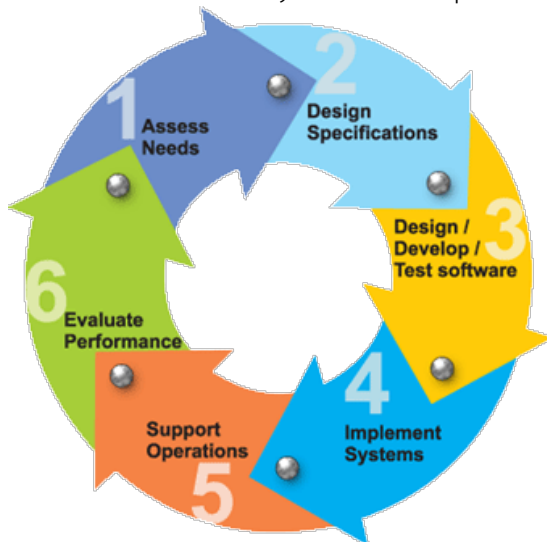 1
Assess
Needs
2
Design
Specifications
3
Design /
Develop /
Test software
4
Implement
Systems
5
Support
Operations
6
Evaluate
Performance